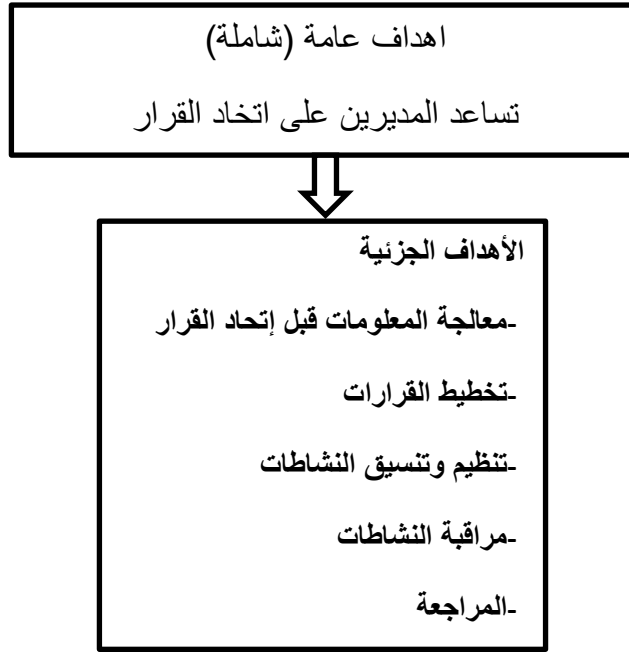 اهداف عامة (شاملة)
تساعد المديرين على اتخاد القرار
الأهداف الجزئية
-معالجة المعلومات قبل إتحاد القرار
-تخطيط القرارات
-تنظيم وتنسيق النشاطات
-مراقبة النشاطات
-المراجعة